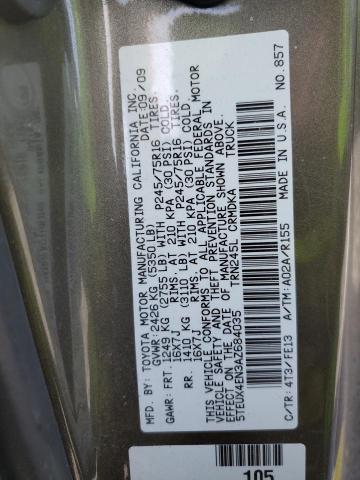 MFD. BY: TOYOTA MOTOR MANUFACTURING CALIFORNIA INC.
DATE: 09/09
GVWR 2426 KG (5350 LB)
GAWR: FRT. 1249 KG (2755 LB) WITH P245/75R16 TIRES.
16X7J RIMS. AT 210 KPA (30 PSI) COLD
RR. 1410 KG (3110 LB) WITH P245/75R16 TIRES.
16X7J RIMS. AT 210 KPA (30 PSI) COLD
THIS VEHICLE CONFORMS TO ALL APPLICABLE FEDERAL MOTOR
VEHICLE SAFETY AND THEFT PREVENTION STANDARDS IN
EFFECT ON THE DATE OF MANUFACTURE SHOWN ABOVE.
5TEUX4EN3AZ684035 TRUCK
TRN245L CRMDKA
C/TR: 4T3/FE13 A/TM: A02A/R155 MADE IN U.S.A. NO. 857
105